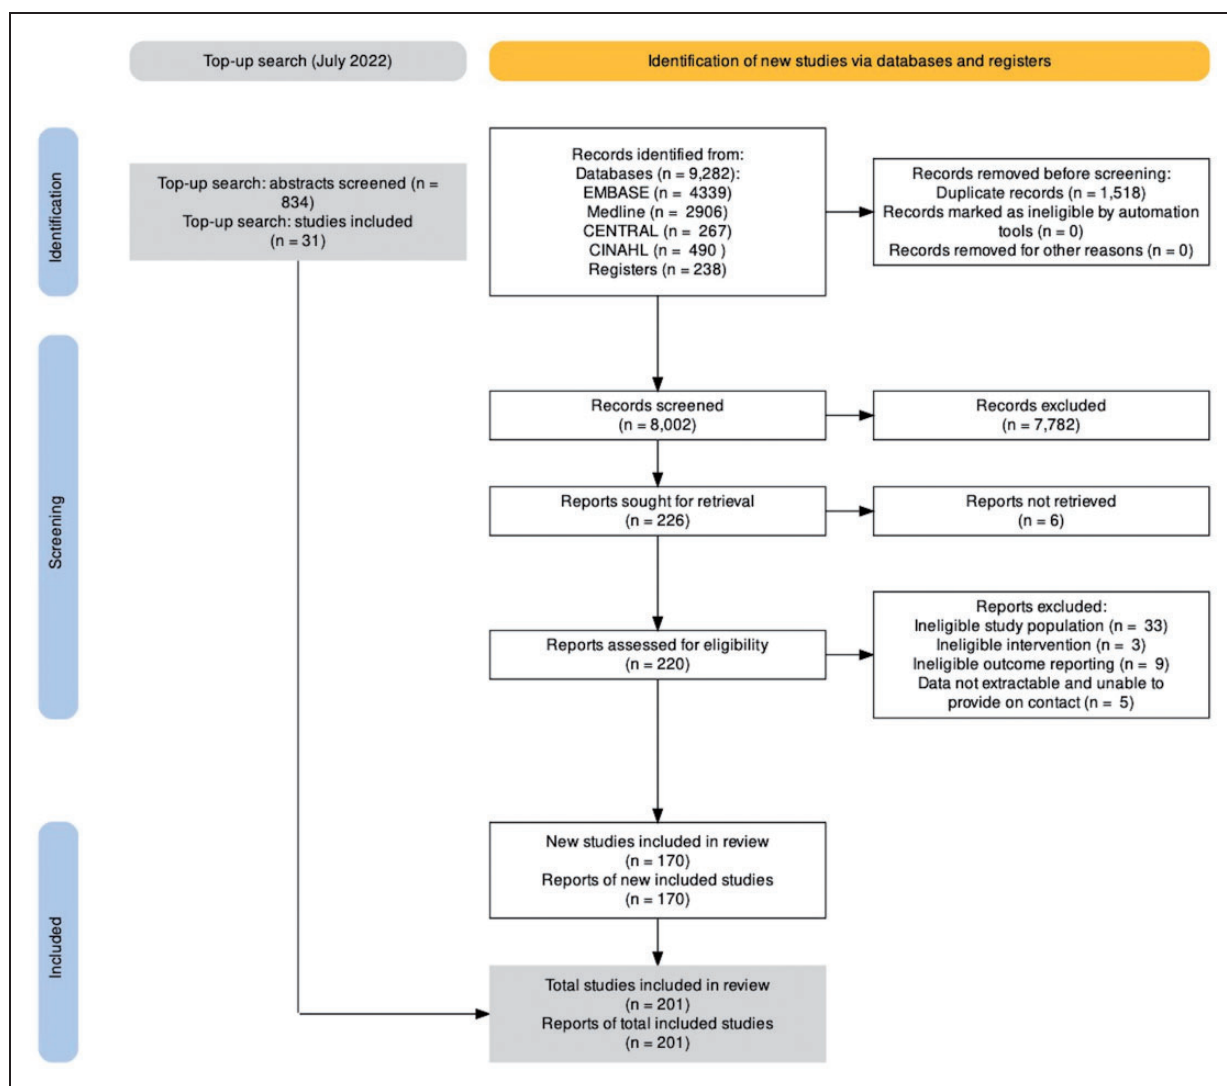 Top-up search (July 2022)
Identification of new studies via databases and registers
Identification
Top-up search: abstracts screened (n =
834)
Top-up search: studies included
(n = 31)
Records identified from:
Databases (n = 9,282):
EMBASE (n = 4339)
Medline (n = 2906)
CENTRAL (n = 267)
CINAHL (n = 490 )
Registers (n = 238)
Records removed before screening:
Duplicate records (n = 1,518)
Records marked as ineligible by automation
tools (n = 0)
Records removed for other reasons (n = 0)
Screening
Records screened
(n = 8,002)
Records excluded
(n = 7,782)
Reports sought for retrieval
(n = 226)
Reports not retrieved
(n = 6)
Reports assessed for eligibility
(n = 220)
Reports excluded:
Ineligible study population (n = 33)
Ineligible intervention (n = 3)
Ineligible outcome reporting (n = 9)
Data not extractable and unable to
provide on contact (n = 5)
Included
New studies included in review
(n = 170)
Reports of new included studies
(n = 170)
Total studies included in review
(n = 201)
Reports of total included studies
(n = 201)